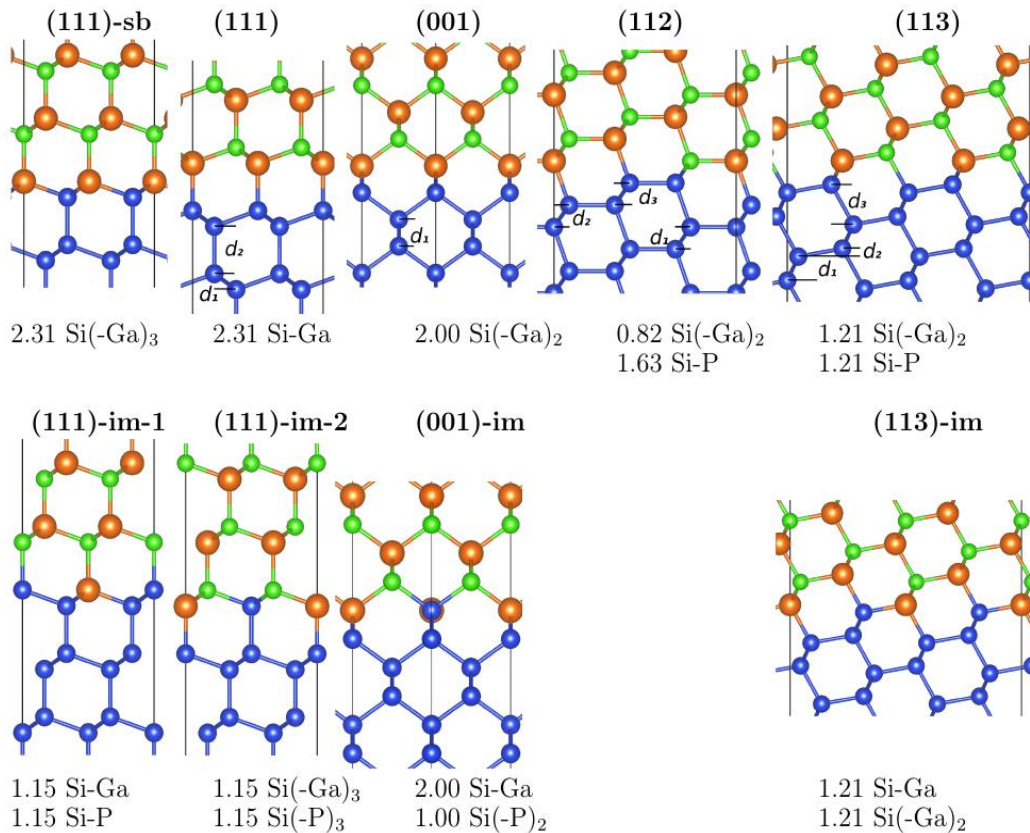 (111)-sb (111) (001) (112) (113)
d₂
d₁
d₁
d₃
d₂
d₁
d₃
d₂
d₁
2.31 Si(-Ga)₃ 2.31 Si-Ga 2.00 Si(-Ga)₂ 0.82 Si(-Ga)₂ 1.21 Si(-Ga)₂
1.63 Si-P 1.21 Si-P
(111)-im-1 (111)-im-2 (001)-im (113)-im
1.15 Si-Ga 1.15 Si(-Ga)₃ 2.00 Si-Ga 1.21 Si-Ga
1.15 Si-P 1.15 Si(-P)₃ 1.00 Si(-P)₂ 1.21 Si(-Ga)₂